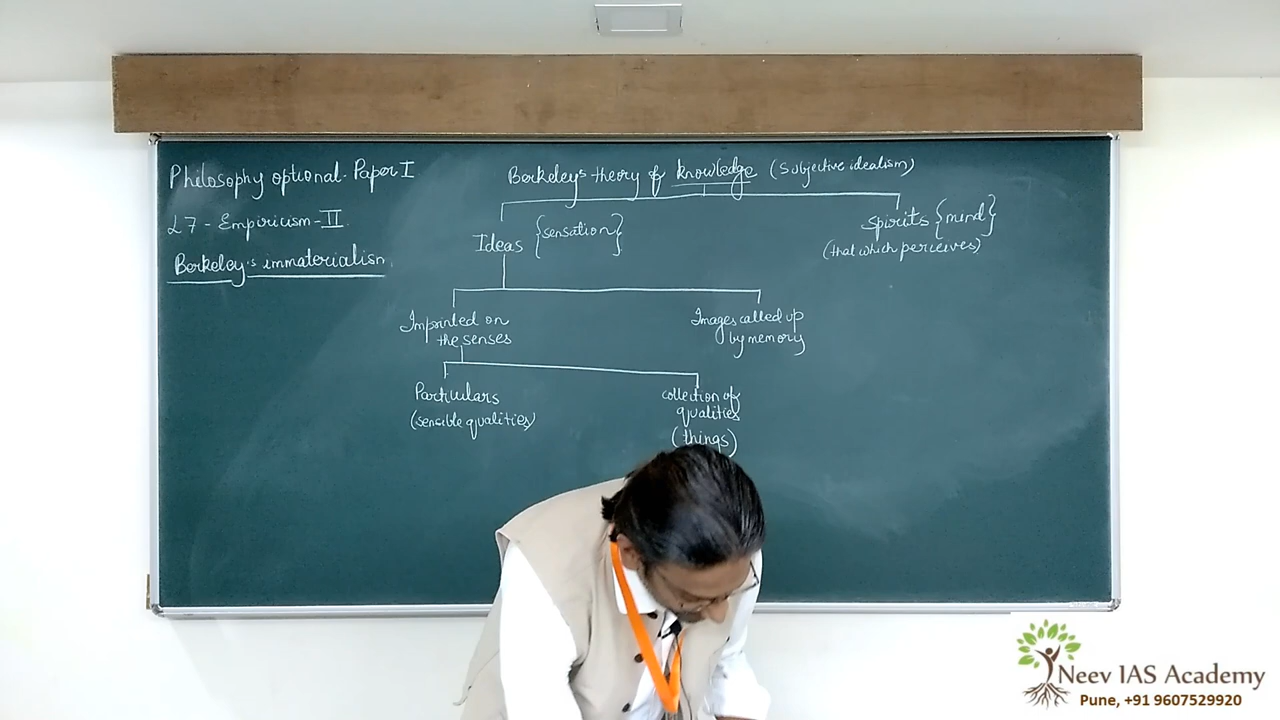 Philosophy optional - Paper I
L7 - Empiricism - II
Berkeley's immaterialism
Berkeley's theory of knowledge (Subjective idealism)
Ideas {sensation}
Spirits {mind}
(that which perceives)
Imprinted on
the senses
Images called up
by memory
Particulars
(sensible qualities)
collection of
qualities
(things)
Neev IAS Academy
Pune, +91 9607529920